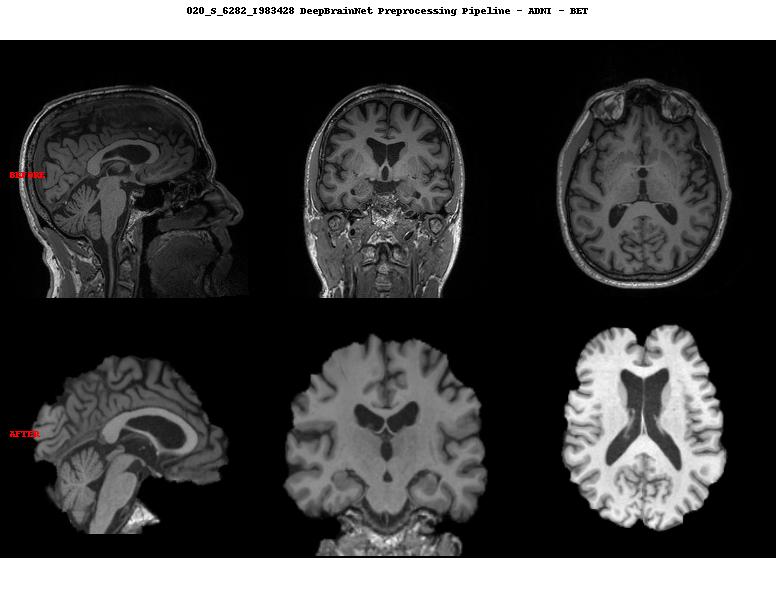 020_S_6282_I983428 DeepBrainNet Preprocessing Pipeline - ADNI - BET
BEFORE
AFTER